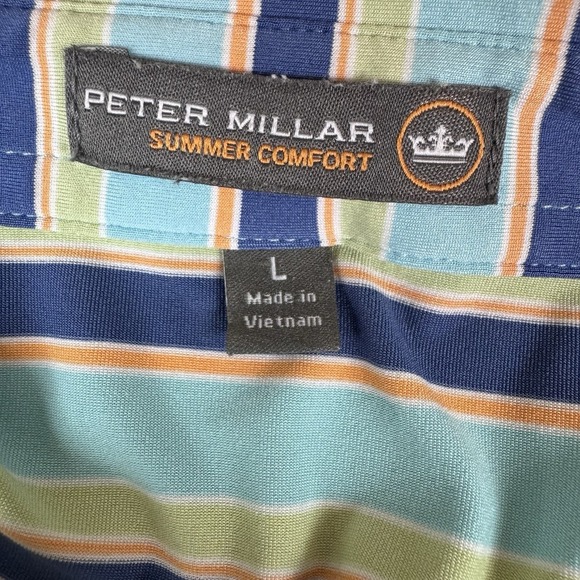 PETER MILLAR
SUMMER COMFORT
L
Made in
Vietnam